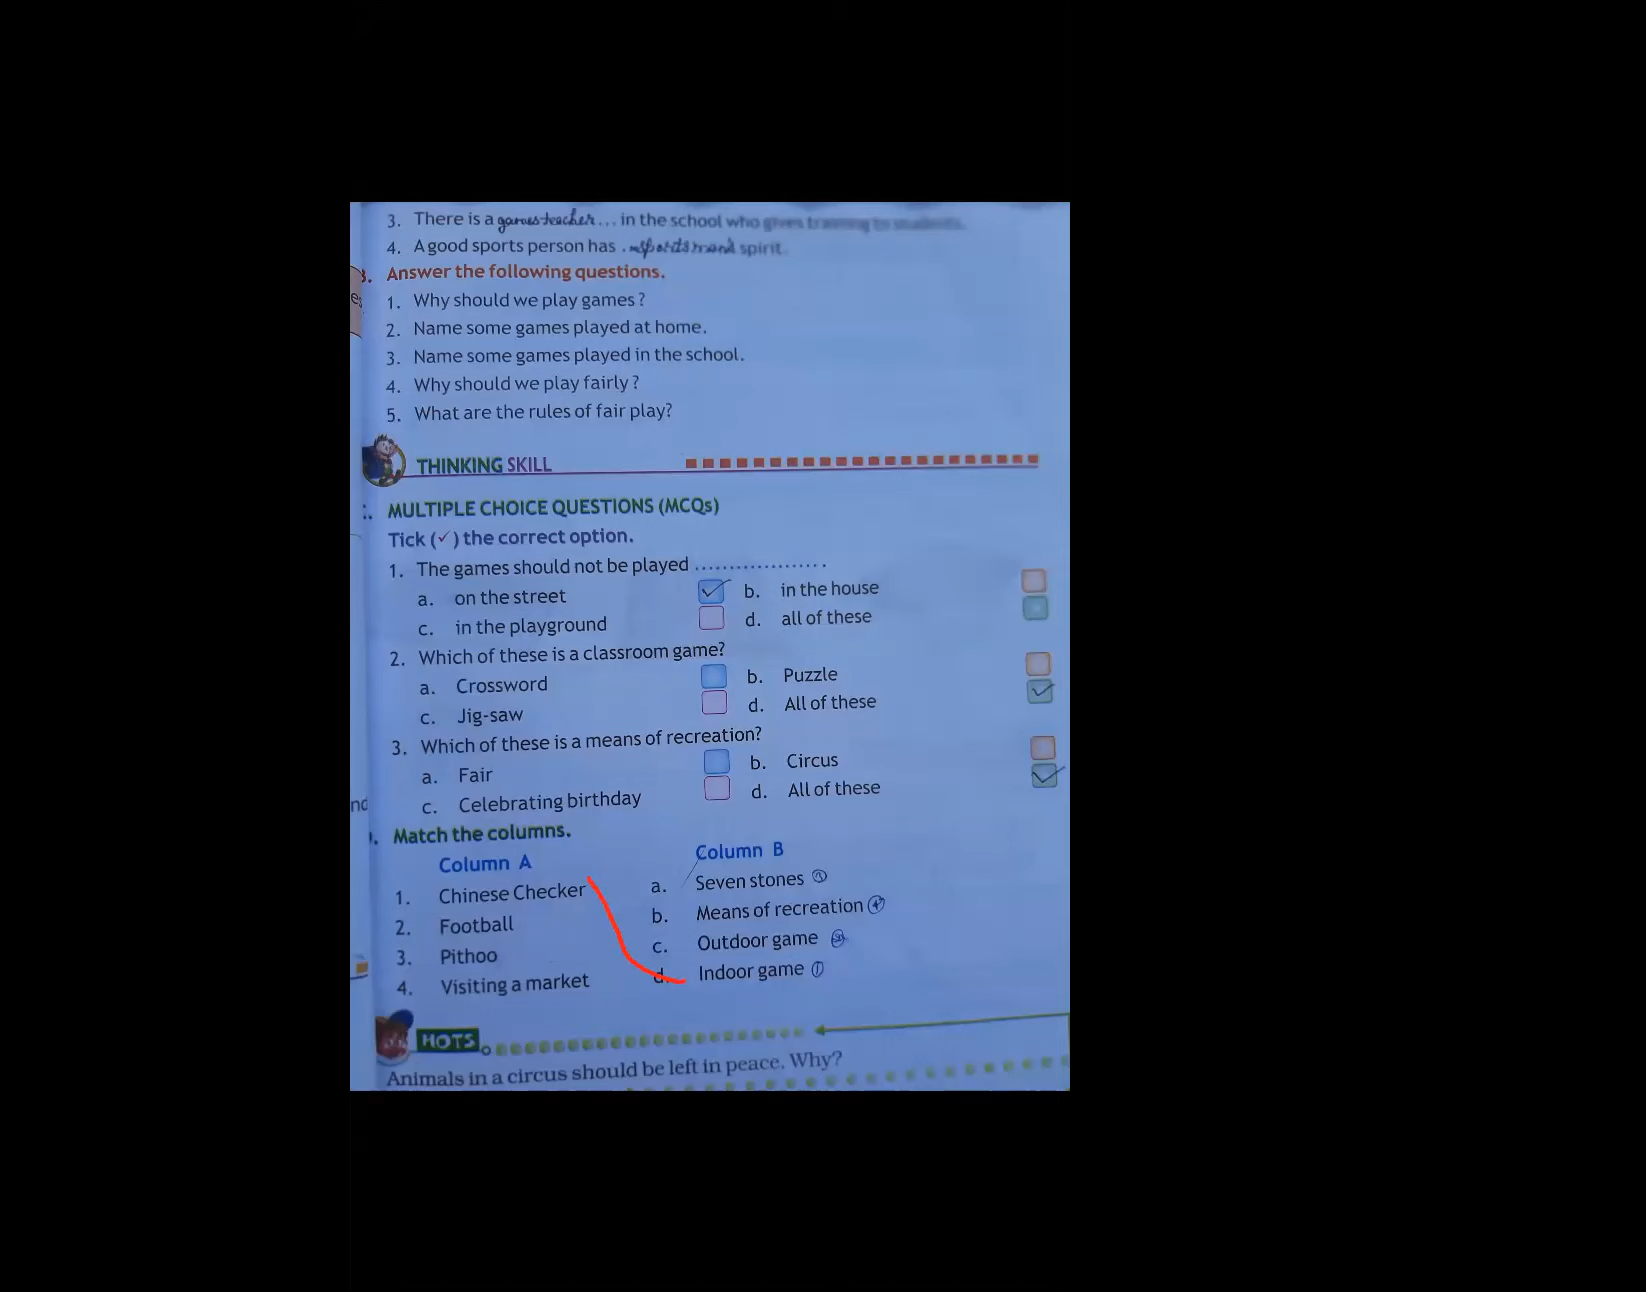 3. There is a games teacher... in the school who gives training to students.
4. A good sports person has . sportsman's spirit.
Answer the following questions.
1. Why should we play games?
2. Name some games played at home.
3. Name some games played in the school.
4. Why should we play fairly?
5. What are the rules of fair play?
THINKING SKILL
MULTIPLE CHOICE QUESTIONS (MCQs)
Tick (✓) the correct option.
1. The games should not be played ...................
a. on the street ✓ b. in the house
c. in the playground d. all of these
2. Which of these is a classroom game?
a. Crossword b. Puzzle
c. Jig-saw d. All of these ✓
3. Which of these is a means of recreation?
a. Fair b. Circus
c. Celebrating birthday d. All of these ✓
Match the columns.
Column A Column B
1. Chinese Checker a. Seven stones
2. Football b. Means of recreation ④
3. Pithoo c. Outdoor game
4. Visiting a market d. Indoor game ①
HOTS
Animals in a circus should be left in peace. Why?